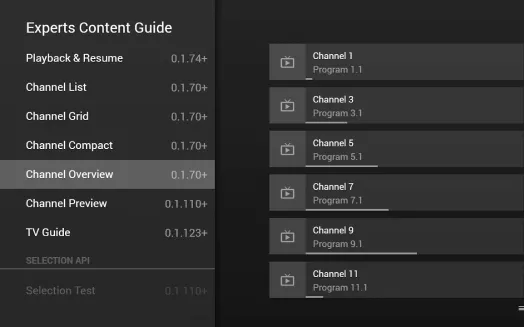 Experts Content Guide
Playback & Resume 0.1.74+
Channel List 0.1.70+
Channel Grid 0.1.70+
Channel Compact 0.1.70+
Channel Overview 0.1.70+
Channel Preview 0.1.110+
TV Guide 0.1.123+
SELECTION API
Selection Test 0.1.110+
Channel 1
Program 1.1
Channel 3
Program 3.1
Channel 5
Program 5.1
Channel 7
Program 7.1
Channel 9
Program 9.1
Channel 11
Program 11.1